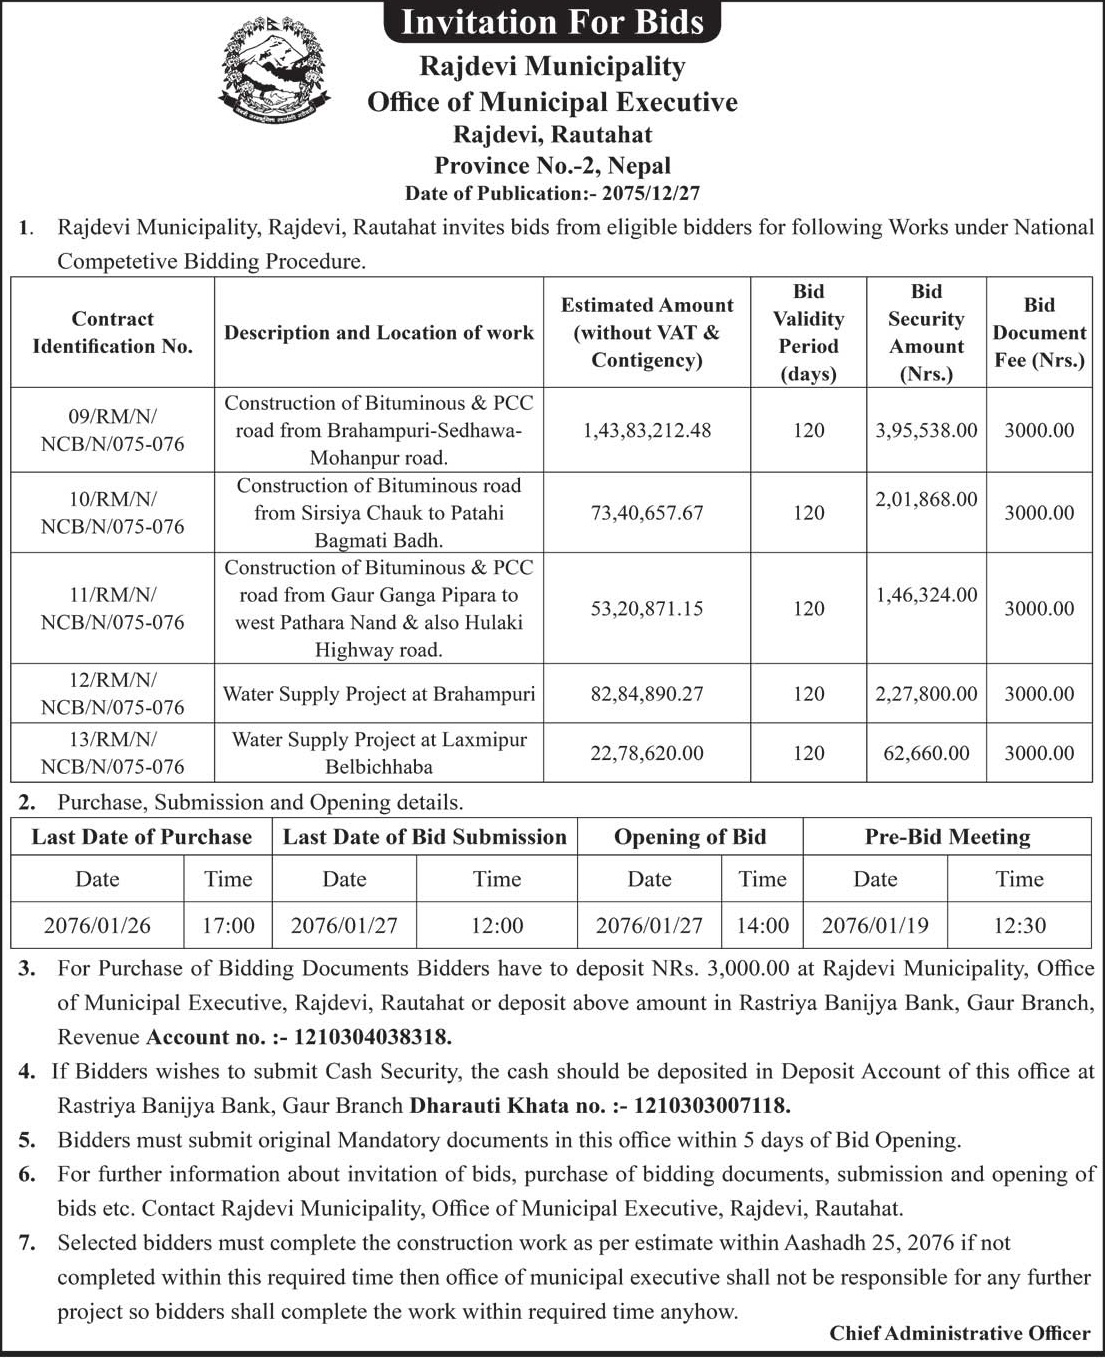 Invitation For Bids
Rajdevi Municipality
Office of Municipal Executive
Rajdevi, Rautahat
Province No.-2, Nepal
Date of Publication:- 2075/12/27
1. Rajdevi Municipality, Rajdevi, Rautahat invites bids from eligible bidders for following Works under National
Competetive Bidding Procedure.
Contract Identification No. | Description and Location of work | Estimated Amount (without VAT & Contigency) | Bid Validity Period (days) | Bid Security Amount (Nrs.) | Bid Document Fee (Nrs.)
09/RM/N/ NCB/N/075-076 | Construction of Bituminous & PCC road from Brahampuri-Sedhawa-Mohanpur road. | 1,43,83,212.48 | 120 | 3,95,538.00 | 3000.00
10/RM/N/ NCB/N/075-076 | Construction of Bituminous road from Sirsiya Chauk to Patahi Bagmati Badh. | 73,40,657.67 | 120 | 2,01,868.00 | 3000.00
11/RM/N/ NCB/N/075-076 | Construction of Bituminous & PCC road from Gaur Ganga Pipara to west Pathara Nand & also Hulaki Highway road. | 53,20,871.15 | 120 | 1,46,324.00 | 3000.00
12/RM/N/ NCB/N/075-076 | Water Supply Project at Brahampuri | 82,84,890.27 | 120 | 2,27,800.00 | 3000.00
13/RM/N/ NCB/N/075-076 | Water Supply Project at Laxmipur Belbichhaba | 22,78,620.00 | 120 | 62,660.00 | 3000.00
2. Purchase, Submission and Opening details.
Last Date of Purchase | Last Date of Bid Submission | Opening of Bid | Pre-Bid Meeting
Date | Time | Date | Time | Date | Time | Date | Time
2076/01/26 | 17:00 | 2076/01/27 | 12:00 | 2076/01/27 | 14:00 | 2076/01/19 | 12:30
3. For Purchase of Bidding Documents Bidders have to deposit NRs. 3,000.00 at Rajdevi Municipality, Office
of Municipal Executive, Rajdevi, Rautahat or deposit above amount in Rastriya Banijya Bank, Gaur Branch,
Revenue Account no. :- 1210304038318.
4. If Bidders wishes to submit Cash Security, the cash should be deposited in Deposit Account of this office at
Rastriya Banijya Bank, Gaur Branch Dharauti Khata no. :- 1210303007118.
5. Bidders must submit original Mandatory documents in this office within 5 days of Bid Opening.
6. For further information about invitation of bids, purchase of bidding documents, submission and opening of
bids etc. Contact Rajdevi Municipality, Office of Municipal Executive, Rajdevi, Rautahat.
7. Selected bidders must complete the construction work as per estimate within Aashadh 25, 2076 if not
completed within this required time then office of municipal executive shall not be responsible for any further
project so bidders shall complete the work within required time anyhow.
Chief Administrative Officer